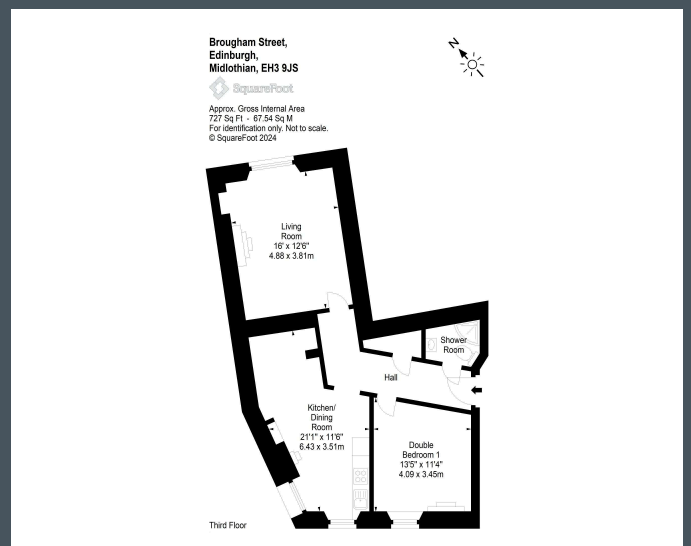 Brougham Street,
Edinburgh,
Midlothian, EH3 9JS
SquareFoot
Approx. Gross Internal Area
727 Sq Ft - 67.54 Sq M
For identification only. Not to scale.
© SquareFoot 2024
N
Living
Room
16' x 12'6"
4.88 x 3.81m
Shower
Room
Hall
Kitchen/
Dining
Room
21'1" x 11'6"
6.43 x 3.51m
Double
Bedroom 1
13'5" x 11'4"
4.09 x 3.45m
Third Floor